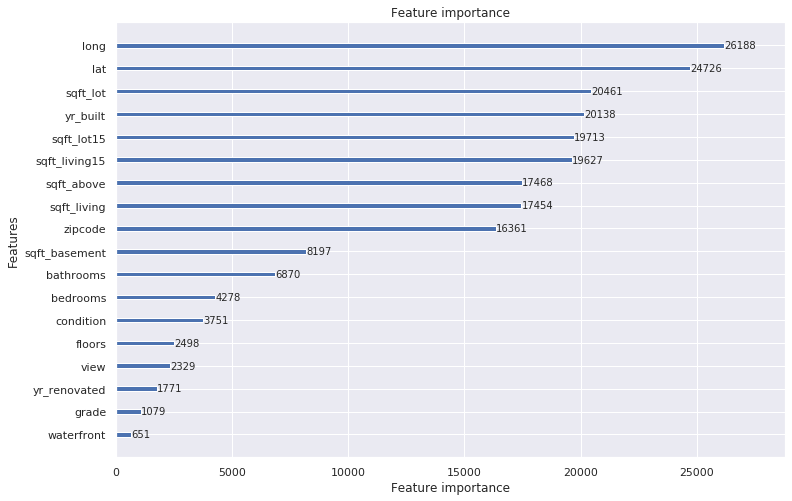 Feature importance
long 26188
lat 24726
sqft_lot 20461
yr_built 20138
sqft_lot15 19713
sqft_living15 19627
sqft_above 17468
sqft_living 17454
zipcode 16361
sqft_basement 8197
bathrooms 6870
bedrooms 4278
condition 3751
floors 2498
view 2329
yr_renovated 1771
grade 1079
waterfront 651
Features
0 5000 10000 15000 20000 25000
Feature importance